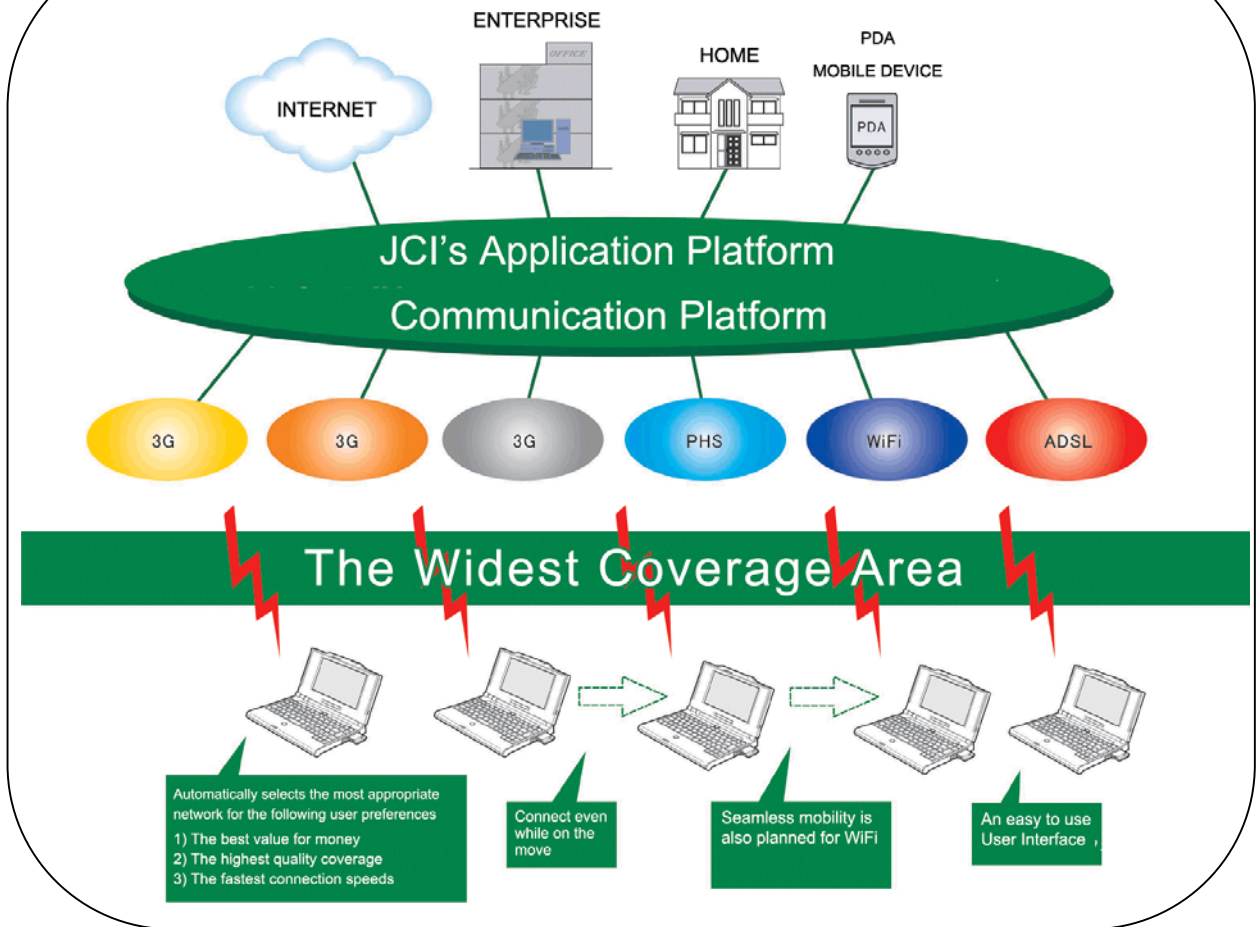 ENTERPRISE
OFFICE
INTERNET
HOME
PDA
MOBILE DEVICE
PDA
JCI's Application Platform
Communication Platform
3G
3G
3G
PHS
WiFi
ADSL
The Widest Coverage Area
Automatically selects the most appropriate
network for the following user preferences
1) The best value for money
2) The highest quality coverage
3) The fastest connection speeds
Connect even
while on the
move
Seamless mobility is
also planned for WiFi
An easy to use
User Interface